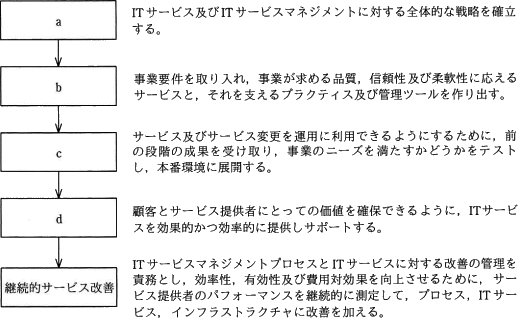 a
ITサービス及びITサービスマネジメントに対する全体的な戦略を確立
する。
b
事業要件を取り入れ，事業が求める品質，信頼性及び柔軟性に応える
サービスと，それを支えるプラクティス及び管理ツールを作り出す。
c
サービス及びサービス変更を運用に利用できるようにするために，前
の段階の成果を受け取り，事業のニーズを満たすかどうかをテスト
し，本番環境に展開する。
d
顧客とサービス提供者にとっての価値を確保できるように，ITサービ
スを効果的かつ効率的に提供しサポートする。
継続的サービス改善
ITサービスマネジメントプロセスとITサービスに対する改善の管理を
責務とし，効率性，有効性及び費用対効果を向上させるために，サー
ビス提供者のパフォーマンスを継続的に測定して，プロセス，ITサー
ビス，インフラストラクチャに改善を加える。